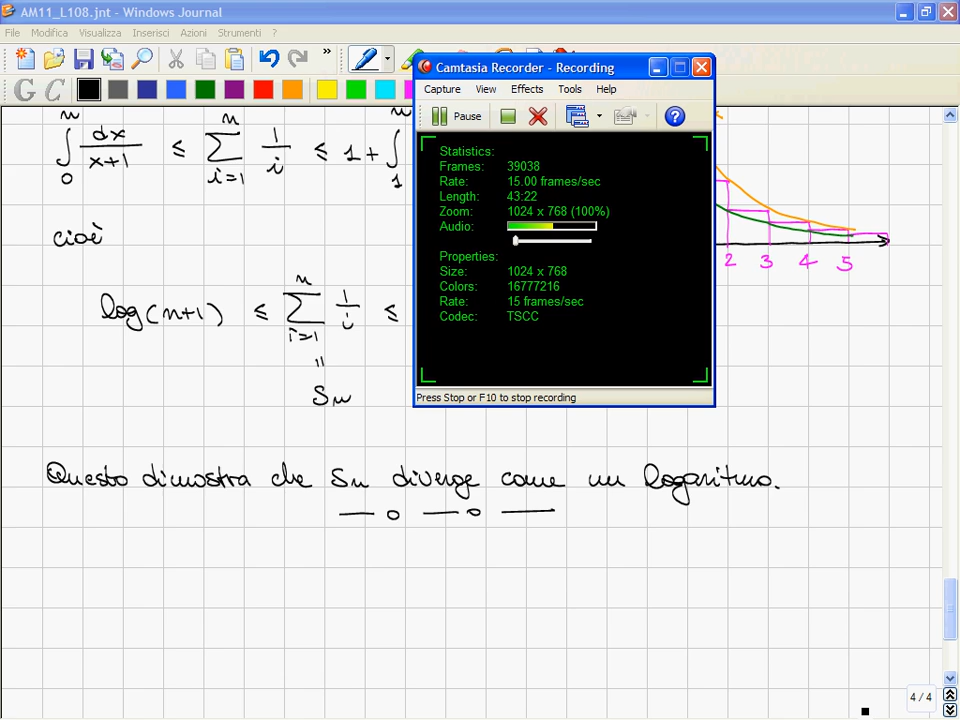 AM11_L108.jnt - Windows Journal
File Modifica Visualizza Inserisci Azioni Strumenti ?
G C
Camtasia Recorder - Recording
Capture View Effects Tools Help
Pause
Statistics:
Frames: 39038
Rate: 15.00 frames/sec
Length: 43:22
Zoom: 1024 x 768 (100%)
Audio:
Properties:
Size: 1024 x 768
Colors: 16777216
Rate: 15 frames/sec
Codec: TSCC
Press Stop or F10 to stop recording
∫₀ⁿ dx/(x+1) ≤ ∑_{i=1}^n 1/i ≤ 1 + ∫₁ⁿ
2 3 4 5
cioè
log(n+1) ≤ ∑_{i=1}^n 1/i ≤
"
Sn
Questo dimostra che Sn diverge come un logaritmo.
— o — o —
4 / 4